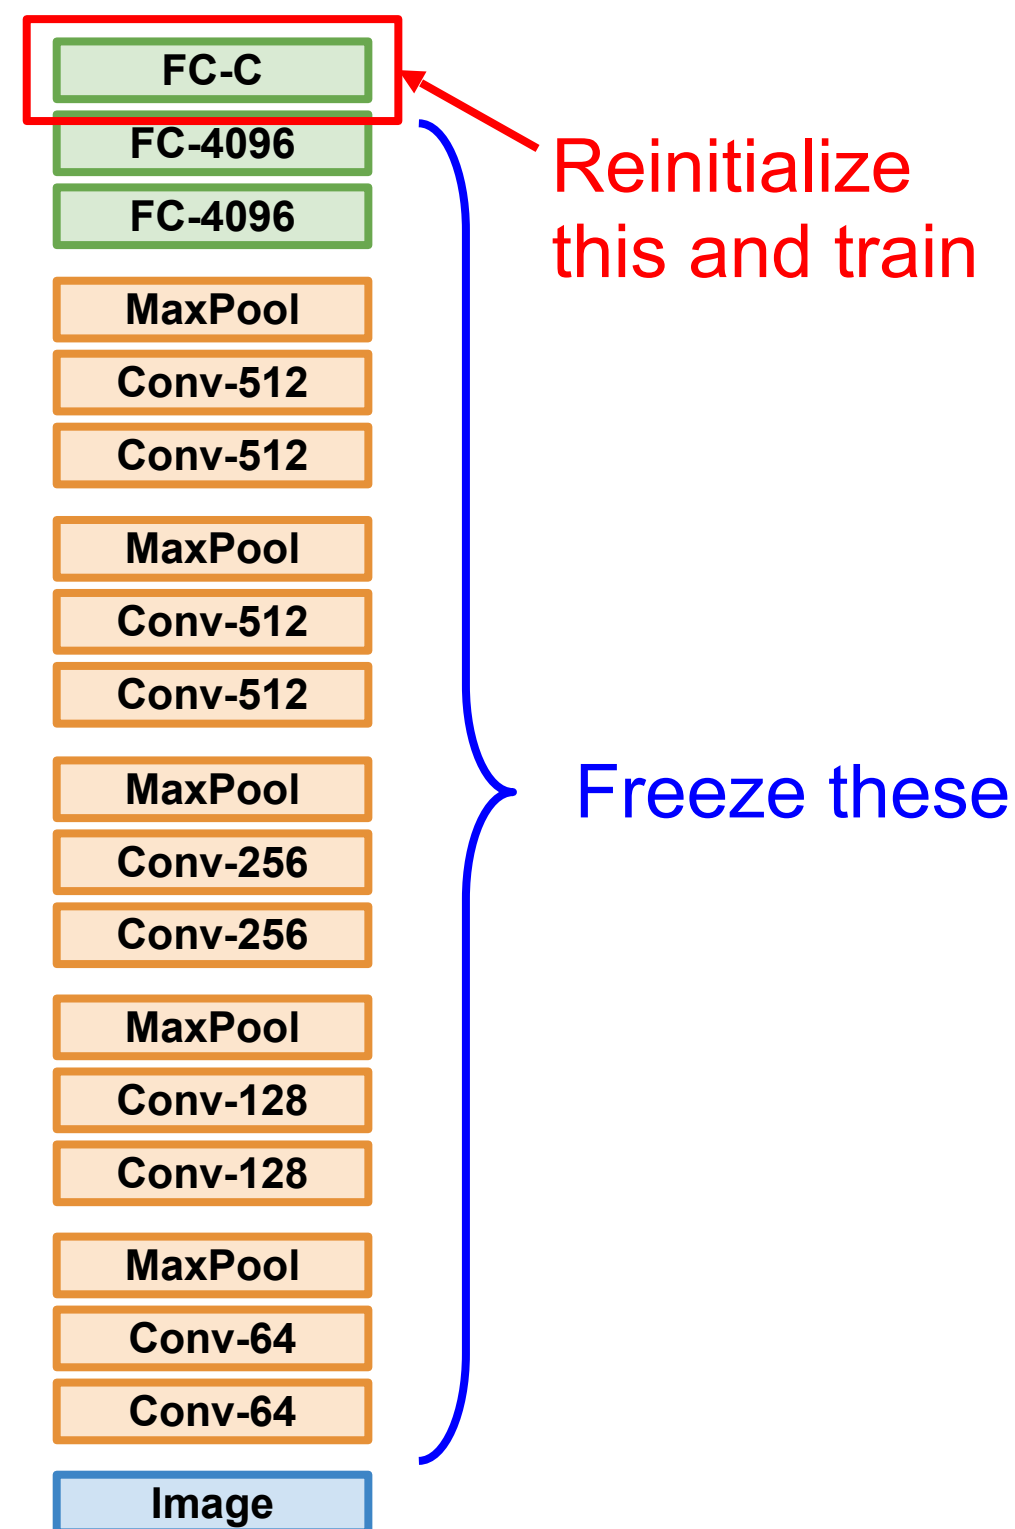 FC-C
FC-4096
FC-4096
MaxPool
Conv-512
Conv-512
MaxPool
Conv-512
Conv-512
MaxPool
Conv-256
Conv-256
MaxPool
Conv-128
Conv-128
MaxPool
Conv-64
Conv-64
Image
Reinitialize
this and train
Freeze these